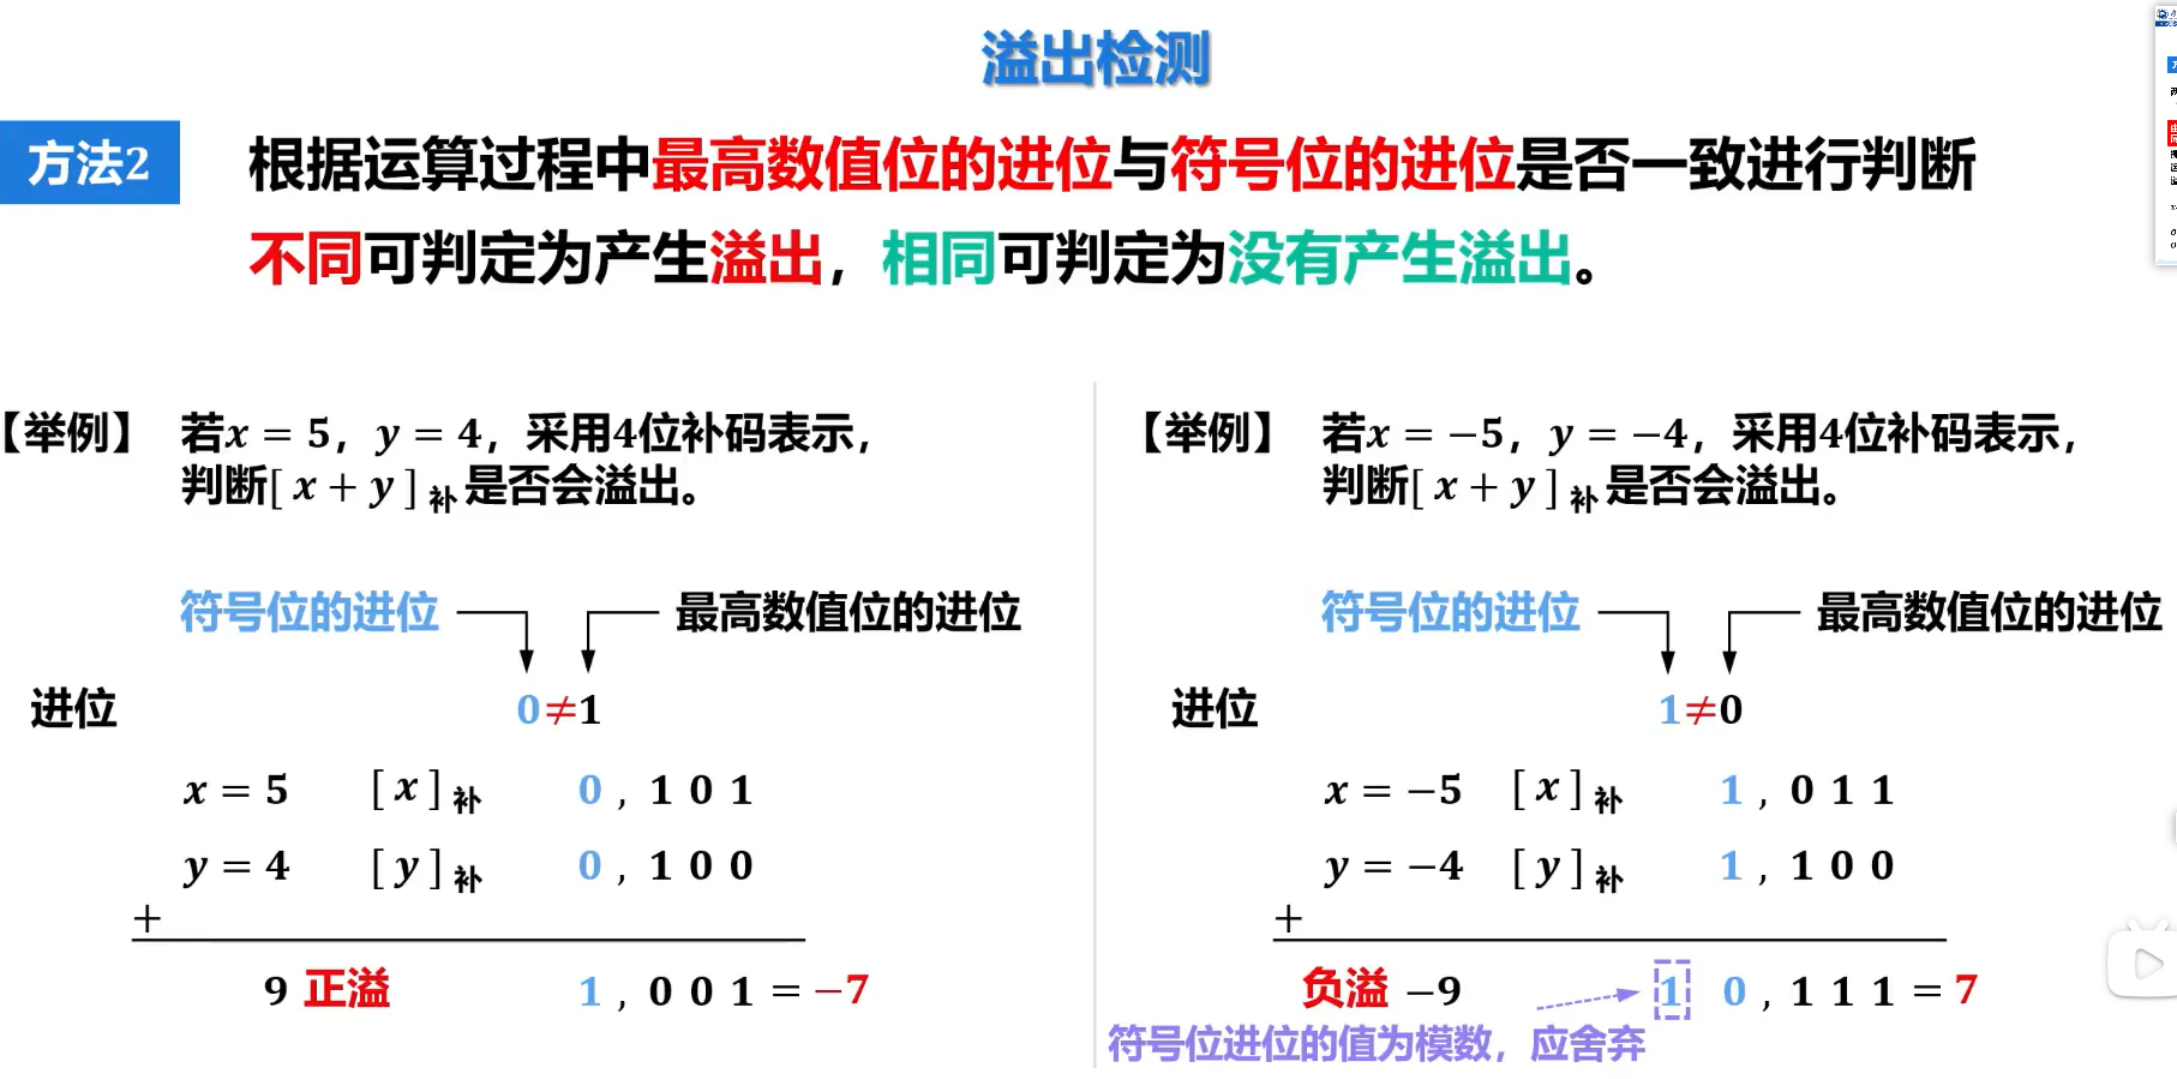 溢出检测
方法2
根据运算过程中最高数值位的进位与符号位的进位是否一致进行判断
不同可判定为产生溢出，相同可判定为没有产生溢出。
【举例】 若x = 5，y = 4，采用4位补码表示，
判断[ x + y ]补 是否会溢出。
符号位的进位 最高数值位的进位
进位 0≠1
x = 5 [ x ]补 0 , 1 0 1
y = 4 [ y ]补 0 , 1 0 0
+
9 正溢 1 , 0 0 1 = −7
【举例】 若x = −5，y = −4，采用4位补码表示，
判断[ x + y ]补 是否会溢出。
符号位的进位 最高数值位的进位
进位 1≠0
x = −5 [ x ]补 1 , 0 1 1
y = −4 [ y ]补 1 , 1 0 0
+
负溢 −9 1 0 , 1 1 1 = 7
符号位进位的值为模数，应舍弃